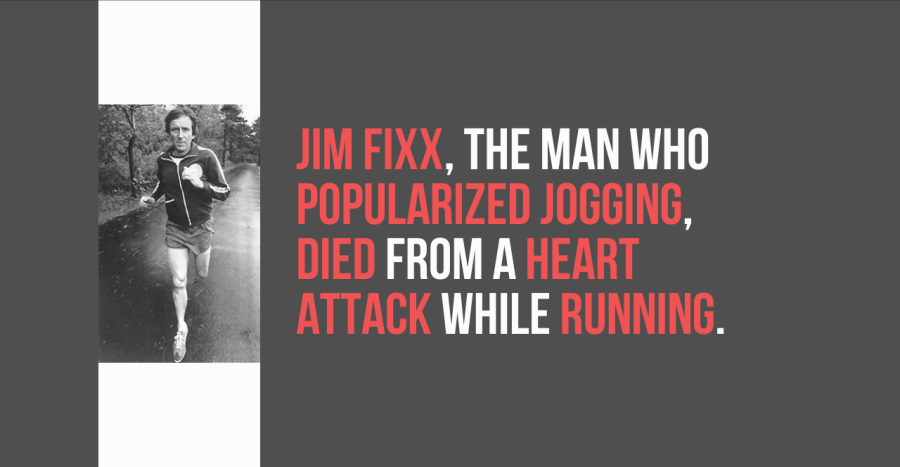 JIM FIXX, THE MAN WHO
POPULARIZED JOGGING,
DIED FROM A HEART
ATTACK WHILE RUNNING.